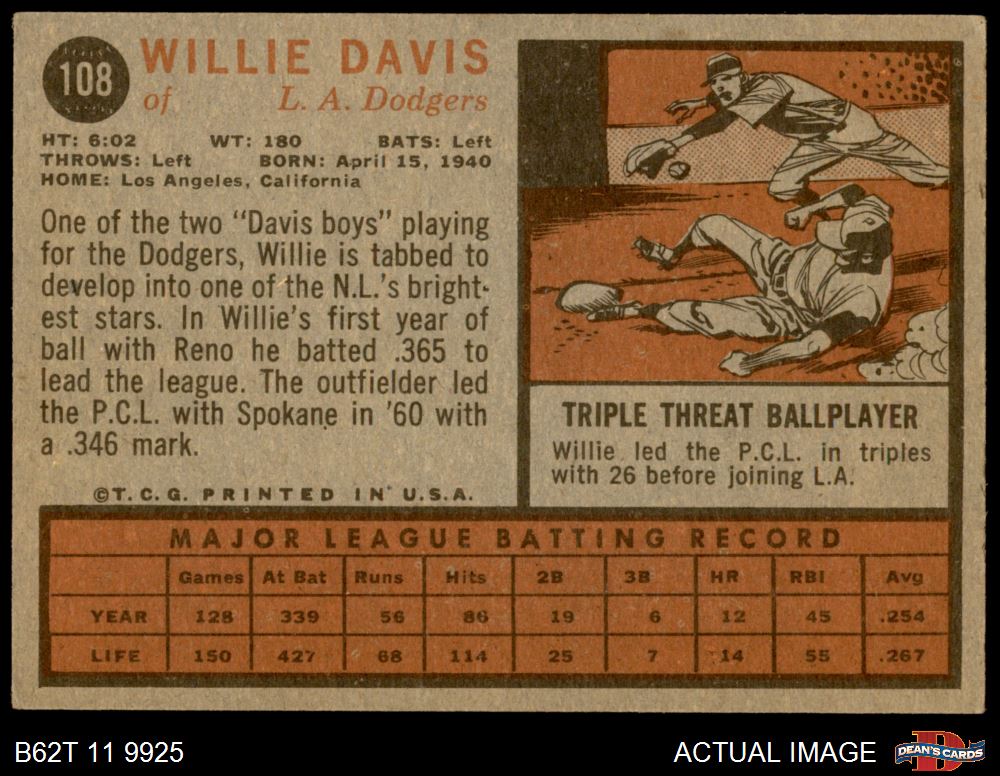 108
WILLIE DAVIS
of L. A. Dodgers
HT: 6:02 WT: 180 BATS: Left
THROWS: Left BORN: April 15, 1940
HOME: Los Angeles, California
One of the two "Davis boys" playing
for the Dodgers, Willie is tabbed to
develop into one of the N.L.'s bright-
est stars. In Willie's first year of
ball with Reno he batted .365 to
lead the league. The outfielder led
the P.C.L. with Spokane in '60 with
a .346 mark.
©T. C. G. PRINTED IN U.S.A.
TRIPLE THREAT BALLPLAYER
Willie led the P.C.L. in triples
with 26 before joining L.A.
MAJOR LEAGUE BATTING RECORD
Games At Bat Runs Hits 2B 3B HR RBI Avg
YEAR 128 339 56 86 19 6 12 45 .254
LIFE 150 427 68 114 25 7 14 55 .267
B62T 11 9925
ACTUAL IMAGE
D
DEAN'S CARDS